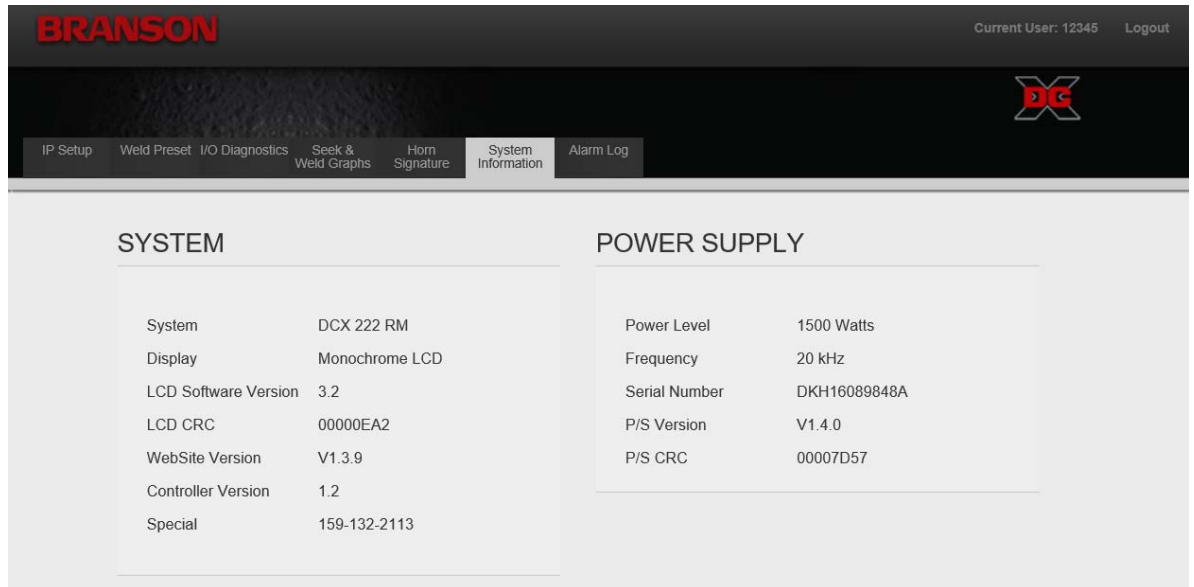 BRANSON
Current User: 12345 Logout
DCX
IP Setup Weld Preset I/O Diagnostics Seek & Weld Graphs Horn Signature System Information Alarm Log
SYSTEM
System DCX 222 RM
Display Monochrome LCD
LCD Software Version 3.2
LCD CRC 00000EA2
WebSite Version V1.3.9
Controller Version 1.2
Special 159-132-2113
POWER SUPPLY
Power Level 1500 Watts
Frequency 20 kHz
Serial Number DKH16089848A
P/S Version V1.4.0
P/S CRC 00007D57